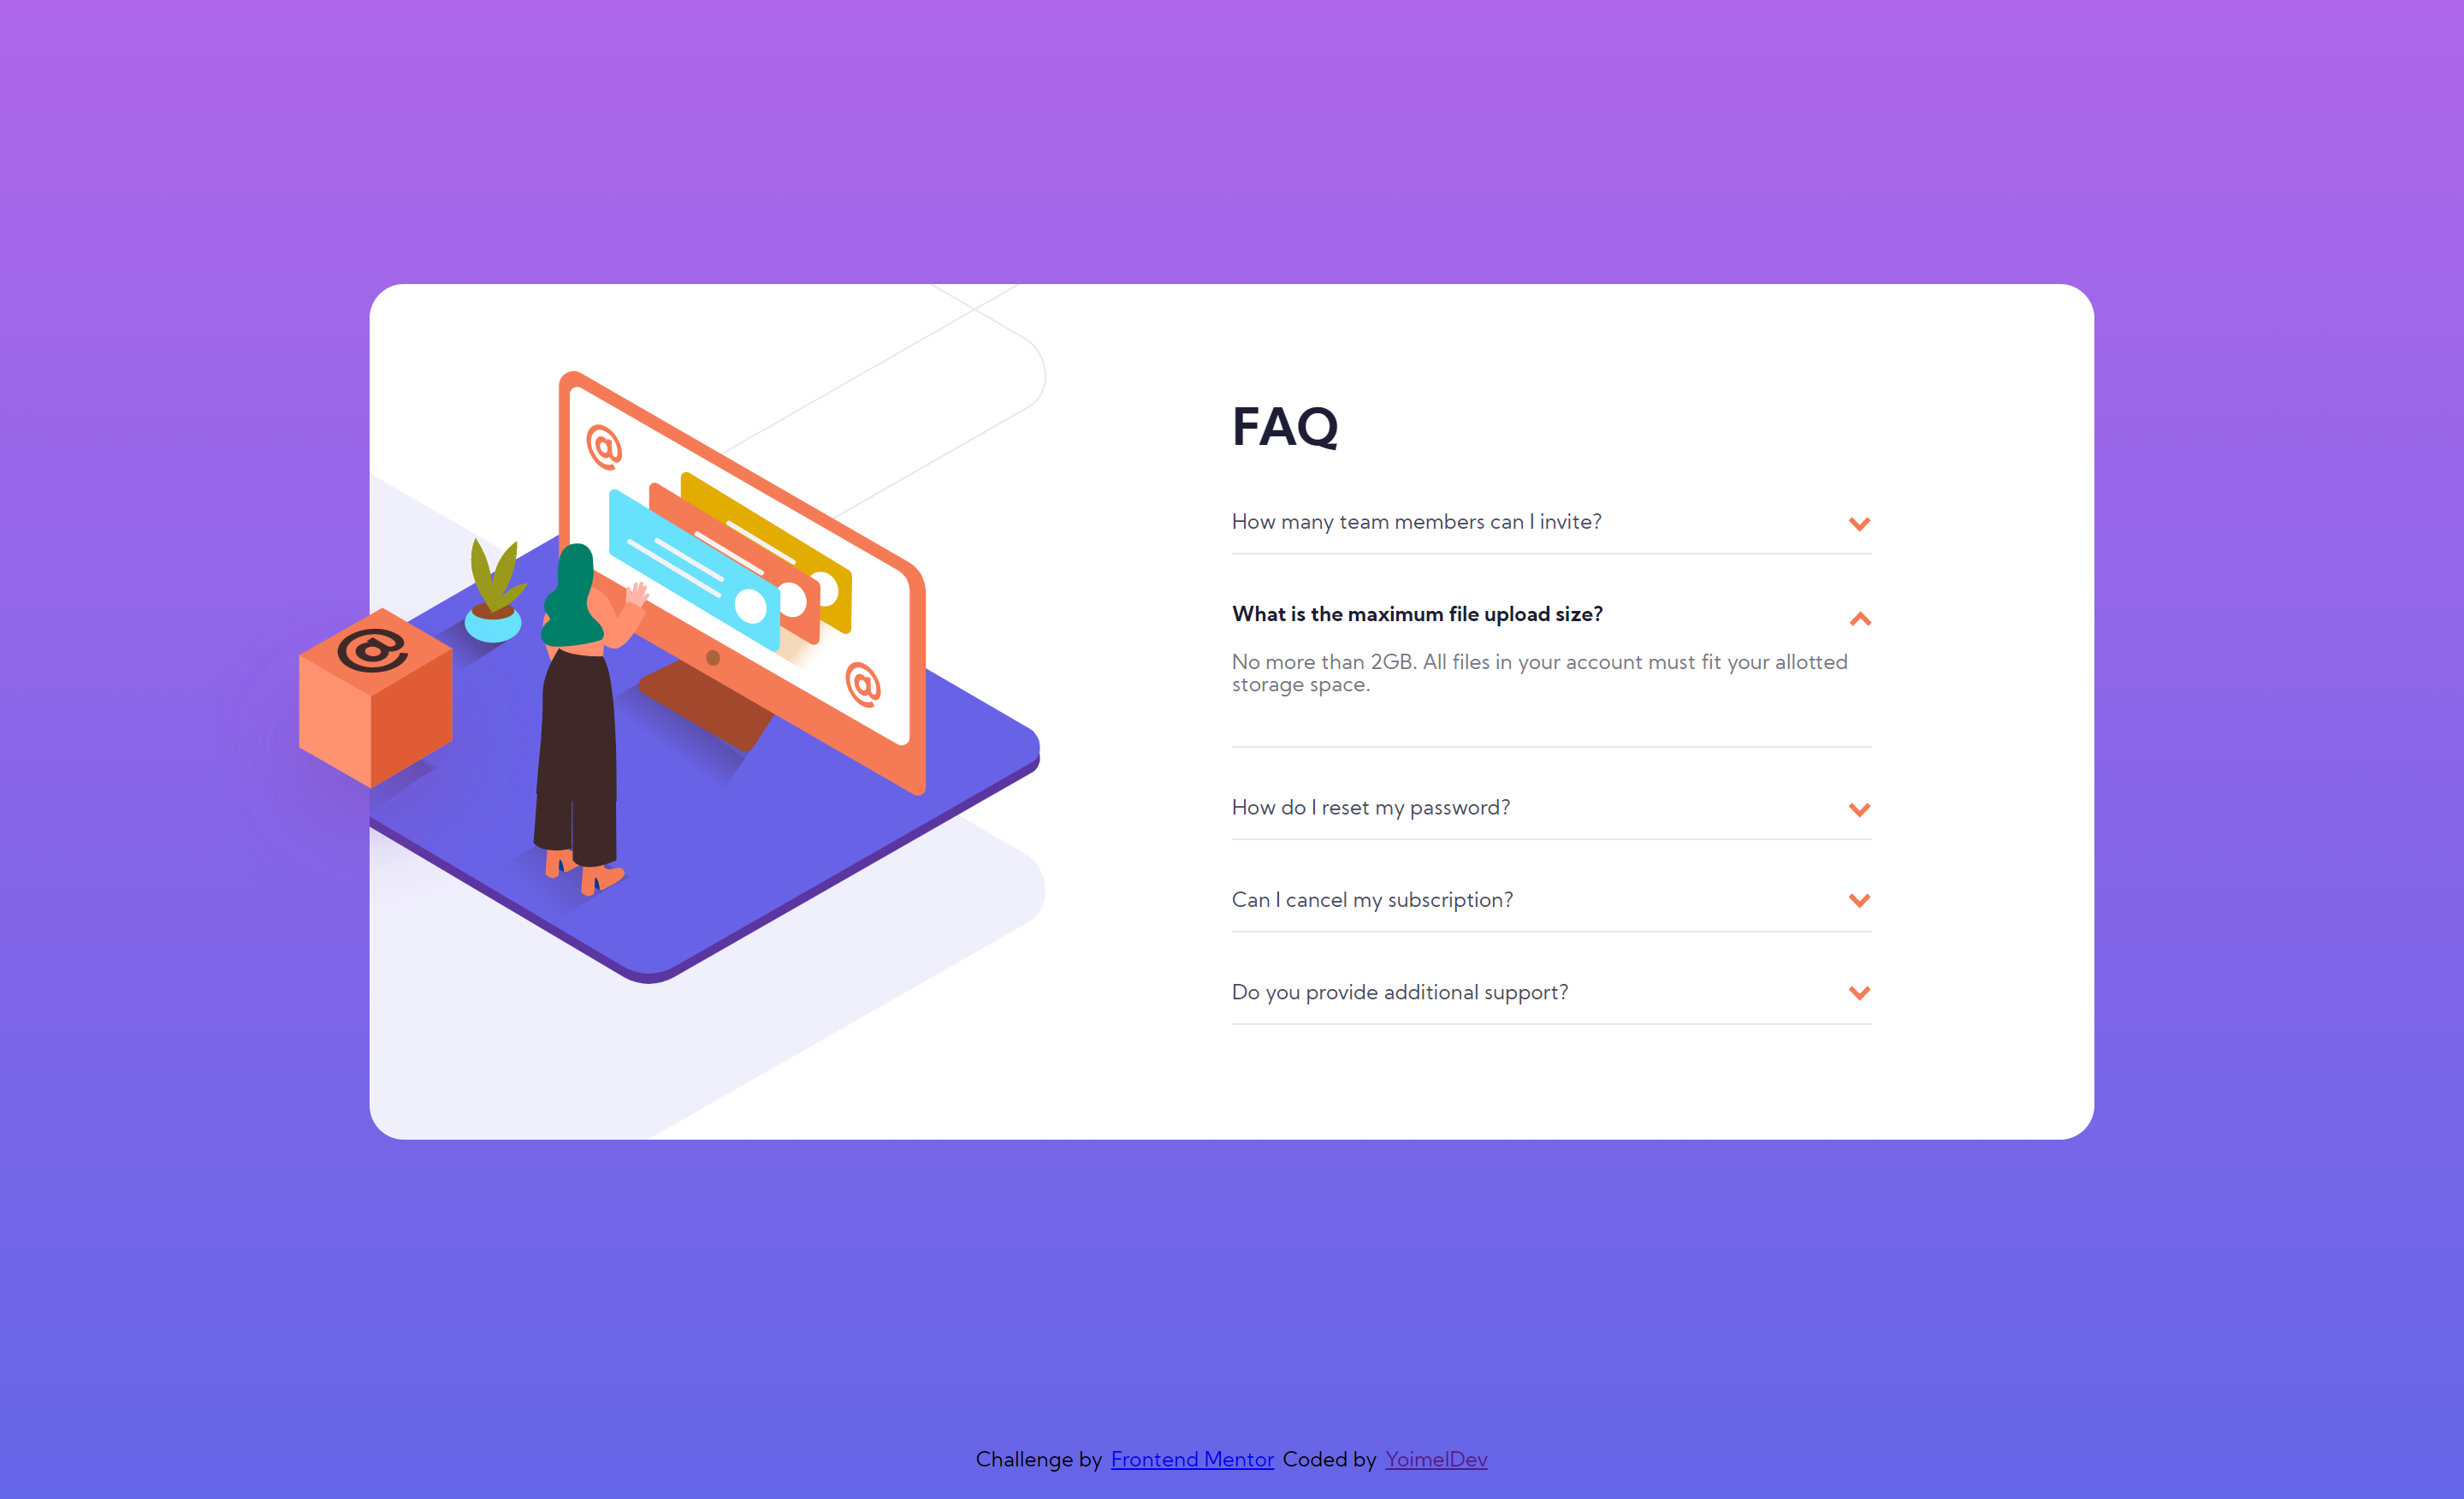 FAQ
How many team members can I invite?
What is the maximum file upload size?
No more than 2GB. All files in your account must fit your allotted
storage space.
How do I reset my password?
Can I cancel my subscription?
Do you provide additional support?
@
@
@
Challenge by Frontend Mentor Coded by YoimelDev